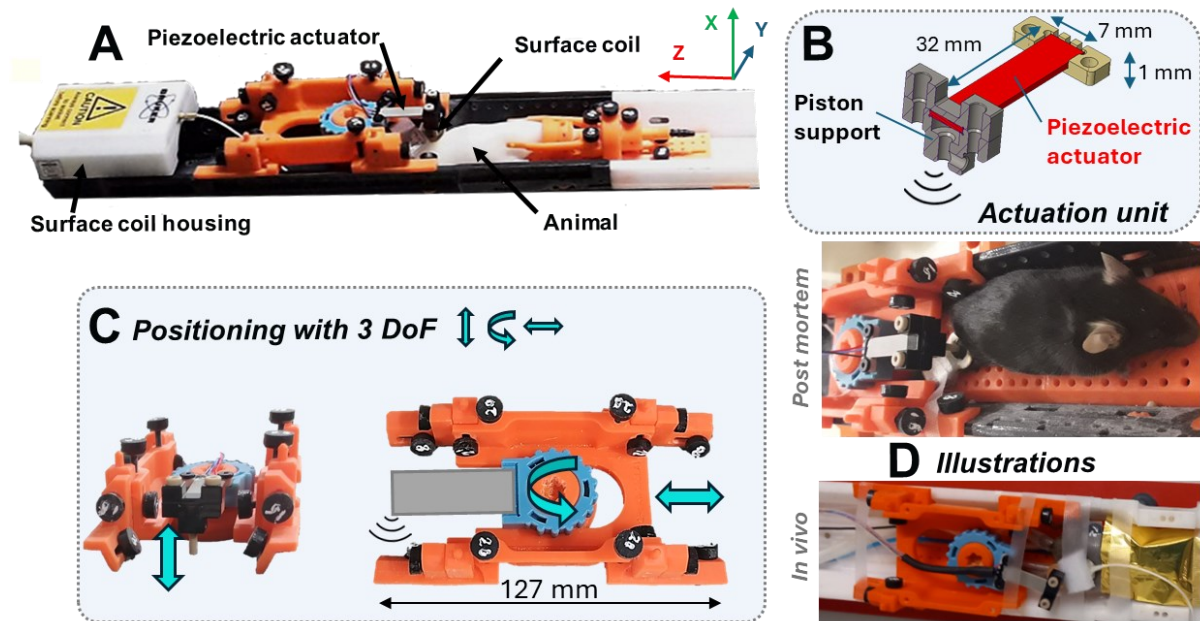 A
Piezoelectric actuator
Surface coil
X
Y
Z
CAUTION
Surface coil housing
Animal
B
32 mm
7 mm
1 mm
Piston
support
Piezoelectric
actuator
Actuation unit
C Positioning with 3 DoF
127 mm
Post mortem
D Illustrations
In vivo